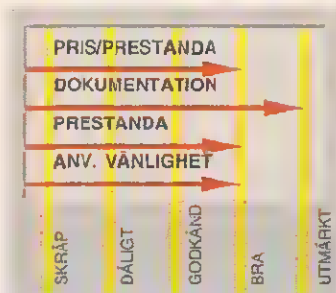 PRIS/PRESTANDA
DOKUMENTATION
PRESTANDA
ANV. VÄNLIGHET
SKRÄP
DÅLIGT
GODKÄND
BRA
UTMÄRKT